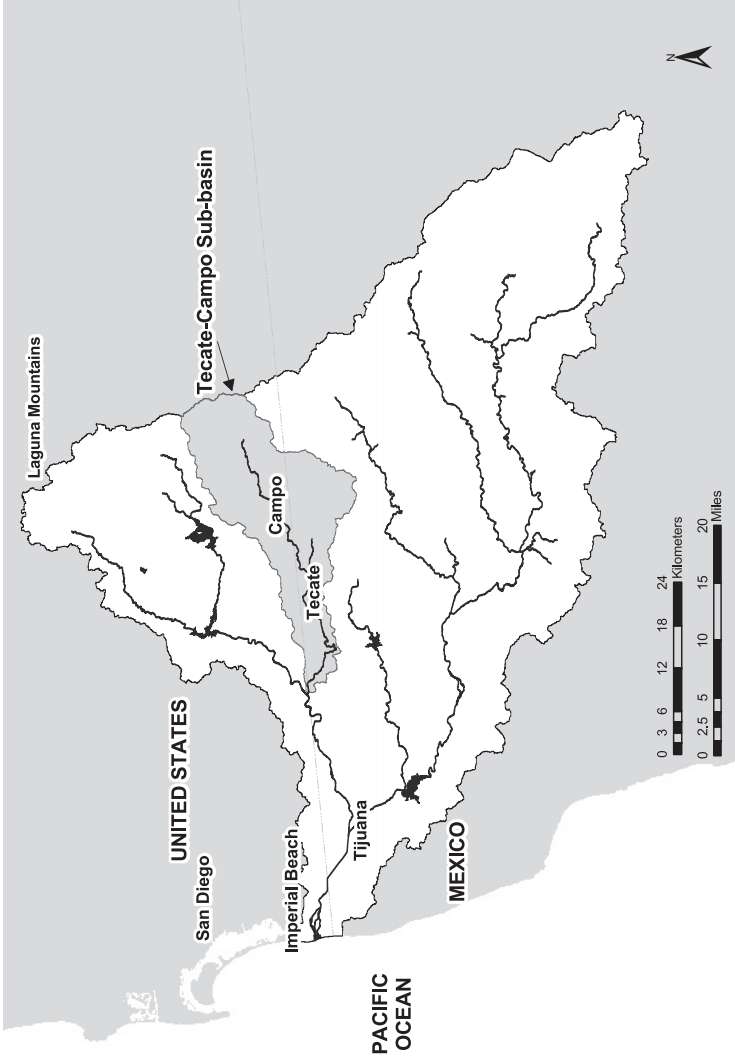 Laguna Mountains
Tecate-Campo Sub-basin
N
UNITED STATES
San Diego
Campo
Tecate
Imperial Beach
Tijuana
MEXICO
PACIFIC
OCEAN
0 3 6 12 18 24
Kilometers
0 2.5 5 10 15 20
Miles